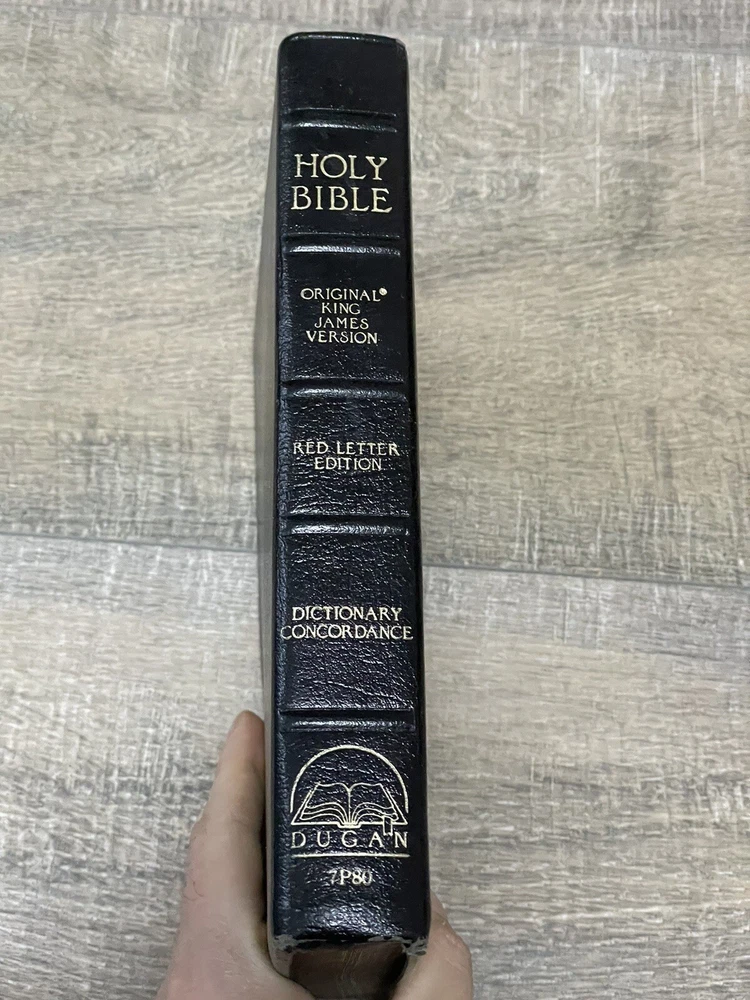 HOLY
BIBLE
ORIGINAL®
KING
JAMES
VERSION
RED LETTER
EDITION
DICTIONARY
CONCORDANCE
DUGAN
7P80